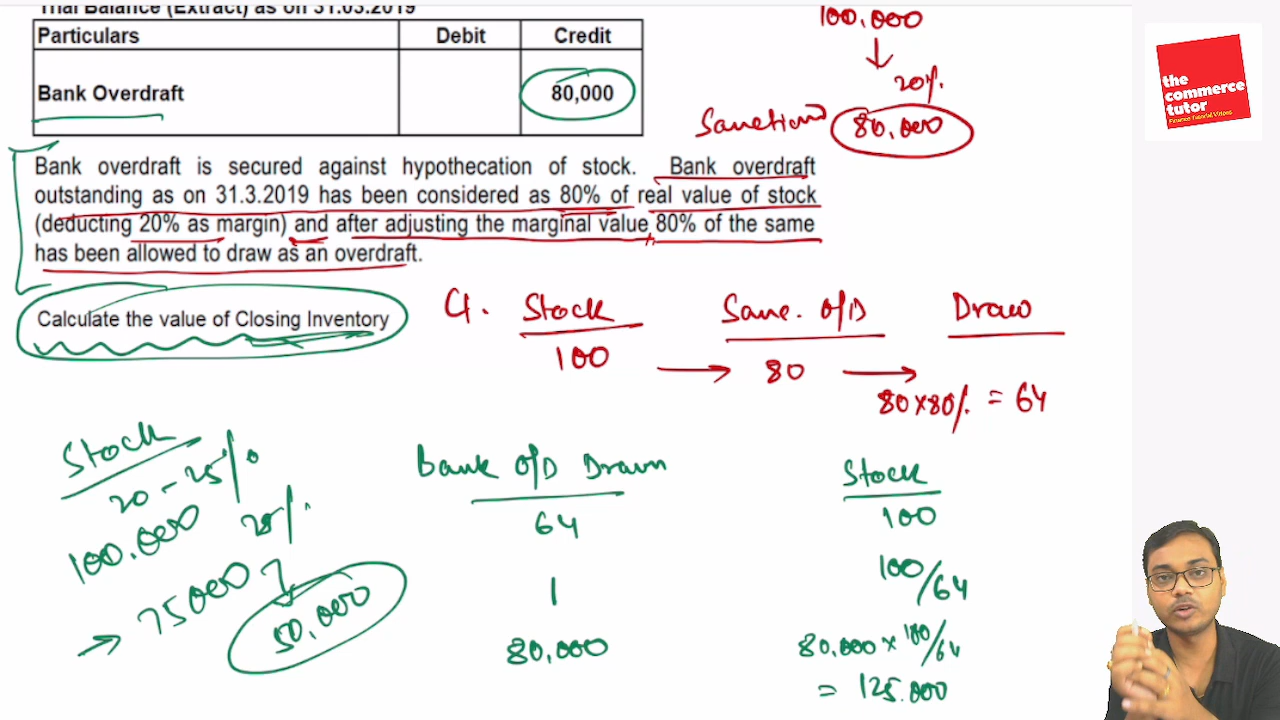 Trial Balance (Extract) as on 31.03.2019
Particulars Debit Credit
Bank Overdraft 80,000
Bank overdraft is secured against hypothecation of stock. Bank overdraft
outstanding as on 31.3.2019 has been considered as 80% of real value of stock
(deducting 20% as margin) and after adjusting the marginal value 80% of the same
has been allowed to draw as an overdraft.
Calculate the value of Closing Inventory
100,000
20%
Sanctioned 80,000
the
commerce
tutor
Cl. Stock Sanc. O/D Draw
100 80
80x80% = 64
Stock
20-25%
100,000 25%
75000
50,000
Bank O/D Drawn Stock
64 100
1 100/64
80,000 80,000 x 100/64
= 125.000